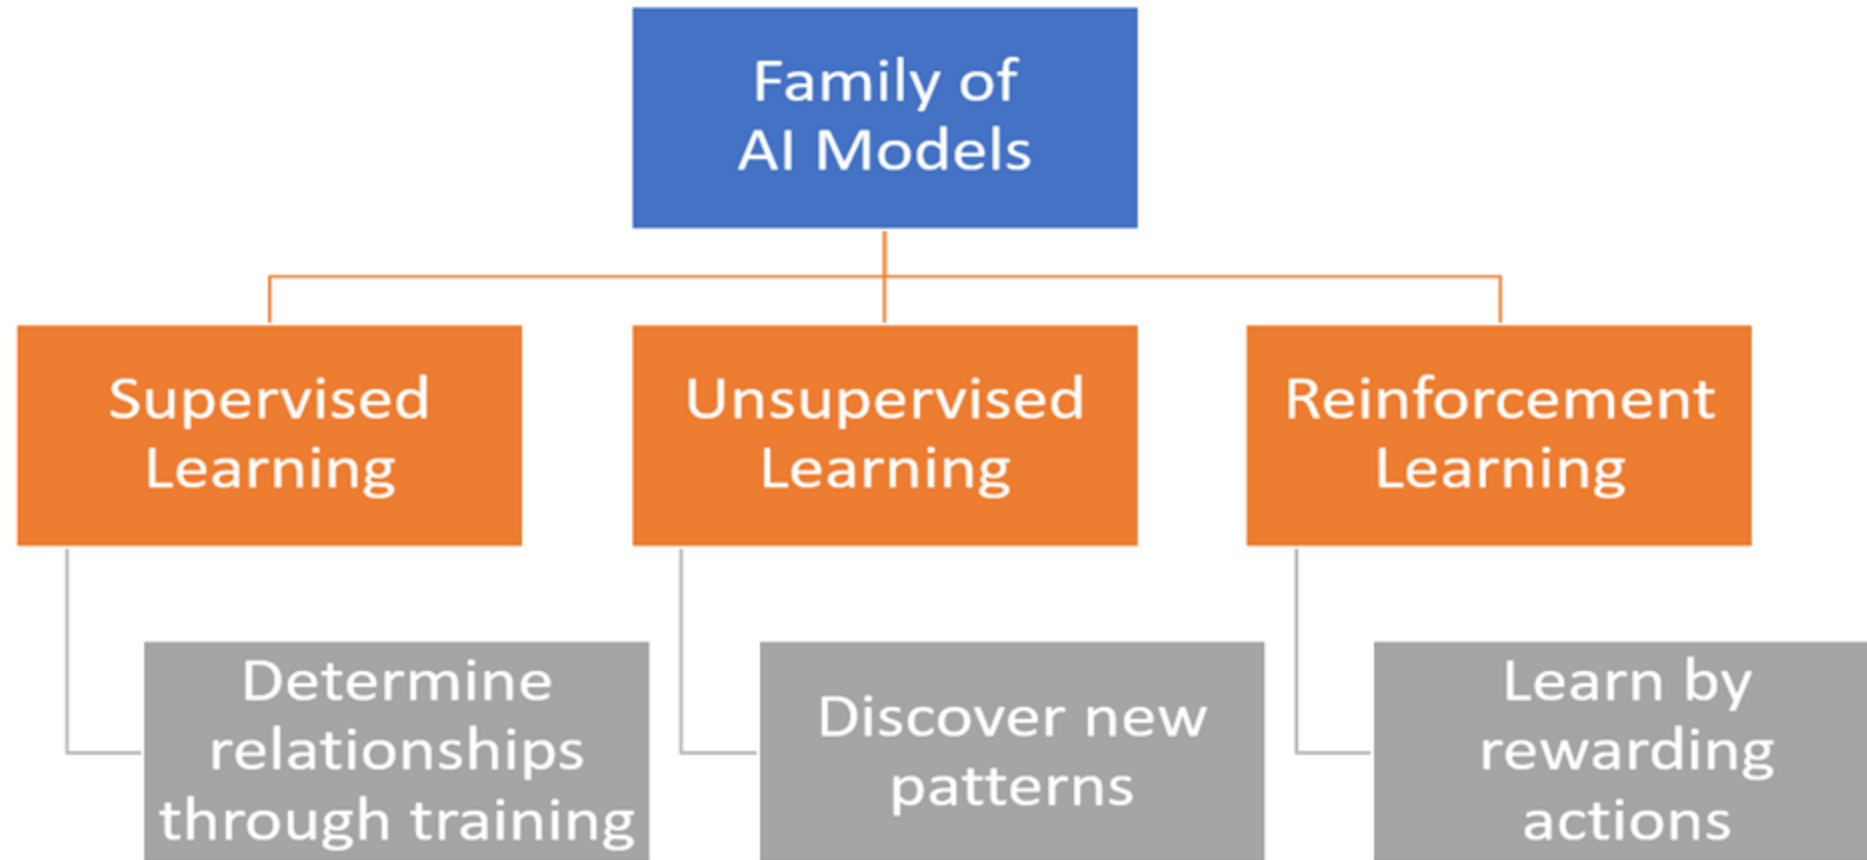 Family of
AI Models
Supervised
Learning
Unsupervised
Learning
Reinforcement
Learning
Determine
relationships
through training
Discover new
patterns
Learn by
rewarding
actions